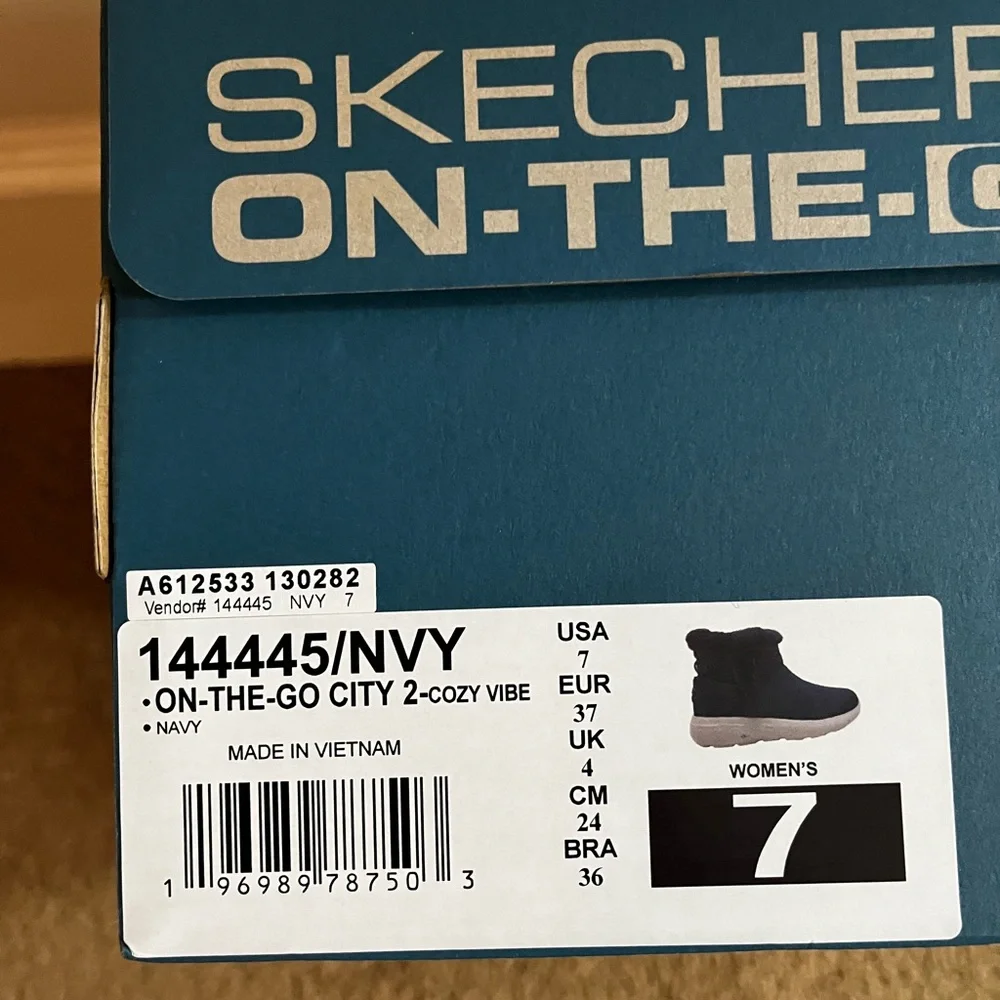 SKECHER
ON-THE-G
A612533 130282
Vendor# 144445 NVY 7
144445/NVY
•ON-THE-GO CITY 2-COZY VIBE
• NAVY
MADE IN VIETNAM
1 96989 78750 3
USA
7
EUR
37
UK
4
CM
24
BRA
36
WOMEN'S
7